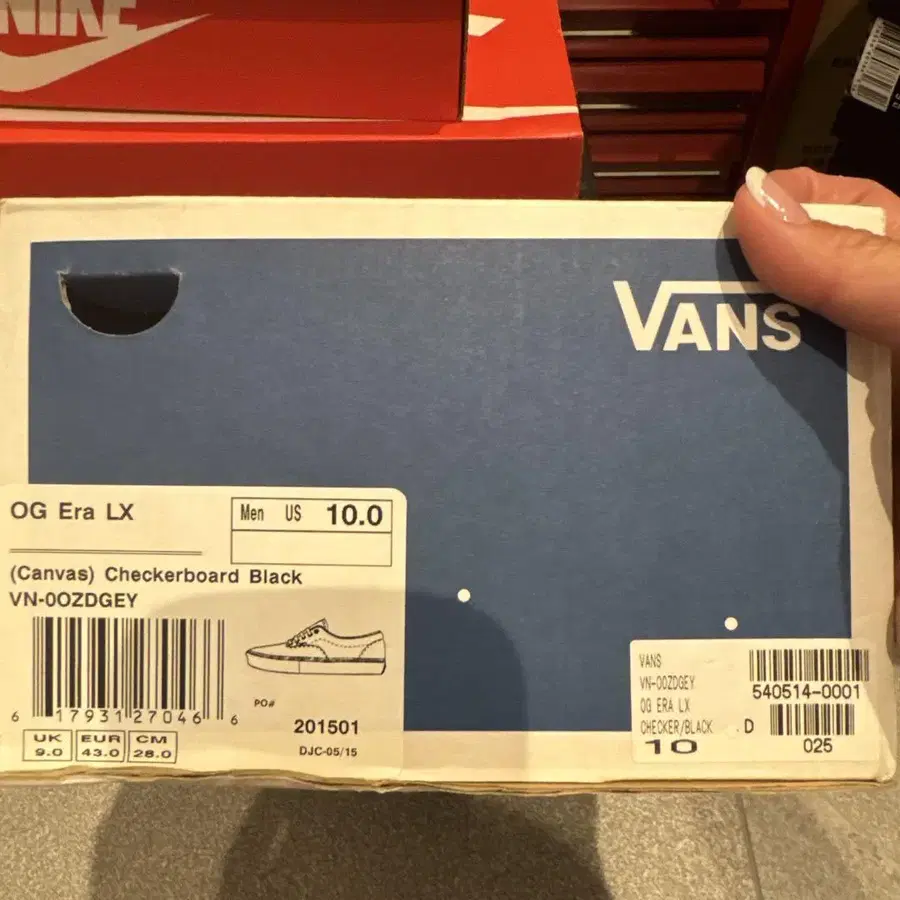 NIKE
VANS
OG Era LX
Men US 10.0
(Canvas) Checkerboard Black
VN-0OZDGEY
6 17931 27046 6
PO#
201501
DJC-05/15
UK EUR CM
9.0 43.0 28.0
VANS
VN-0OZDGEY
OG ERA LX
CHECKER/BLACK . D
10
540514-0001
025